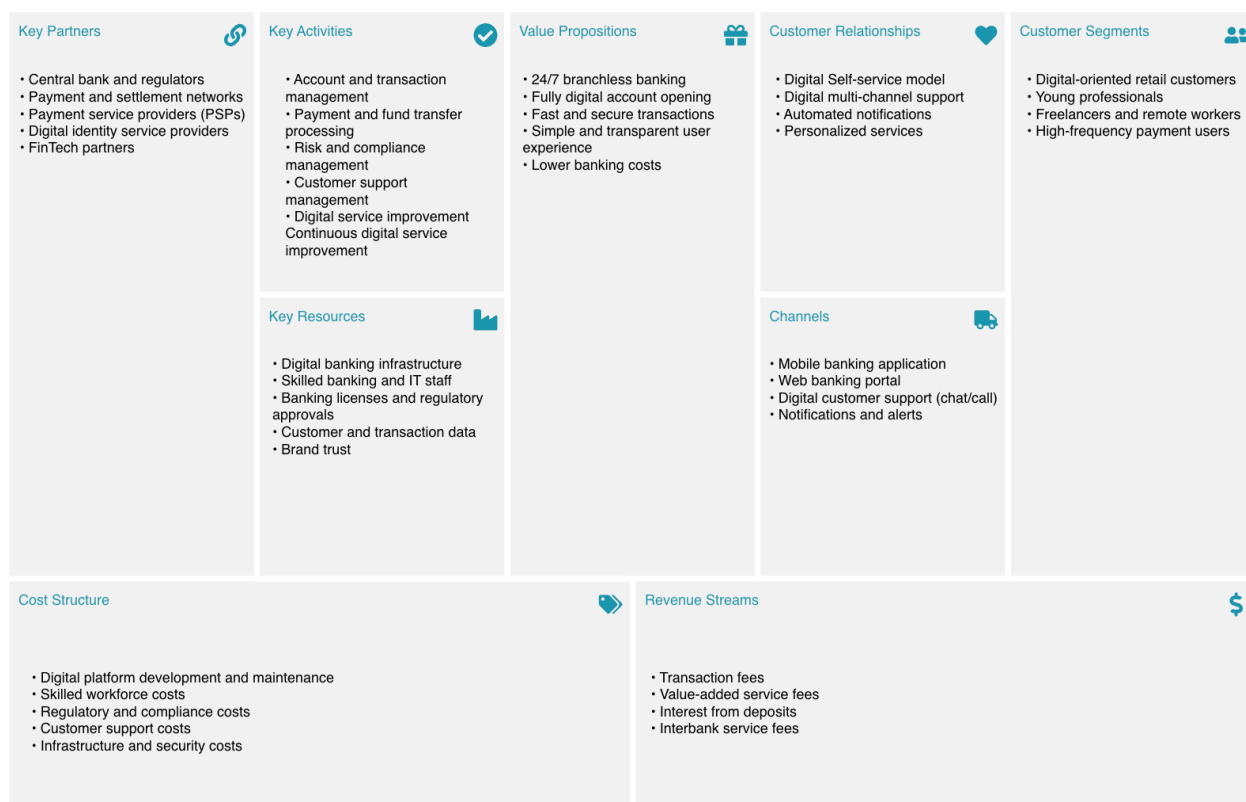 Key Partners
• Central bank and regulators
• Payment and settlement networks
• Payment service providers (PSPs)
• Digital identity service providers
• FinTech partners
Key Activities
• Account and transaction
management
• Payment and fund transfer
processing
• Risk and compliance
management
• Customer support
management
• Digital service improvement
Continuous digital service
improvement
Key Resources
• Digital banking infrastructure
• Skilled banking and IT staff
• Banking licenses and regulatory
approvals
• Customer and transaction data
• Brand trust
Value Propositions
• 24/7 branchless banking
• Fully digital account opening
• Fast and secure transactions
• Simple and transparent user
experience
• Lower banking costs
Customer Relationships
• Digital Self-service model
• Digital multi-channel support
• Automated notifications
• Personalized services
Channels
• Mobile banking application
• Web banking portal
• Digital customer support (chat/call)
• Notifications and alerts
Customer Segments
• Digital-oriented retail customers
• Young professionals
• Freelancers and remote workers
• High-frequency payment users
Cost Structure
• Digital platform development and maintenance
• Skilled workforce costs
• Regulatory and compliance costs
• Customer support costs
• Infrastructure and security costs
Revenue Streams
• Transaction fees
• Value-added service fees
• Interest from deposits
• Interbank service fees